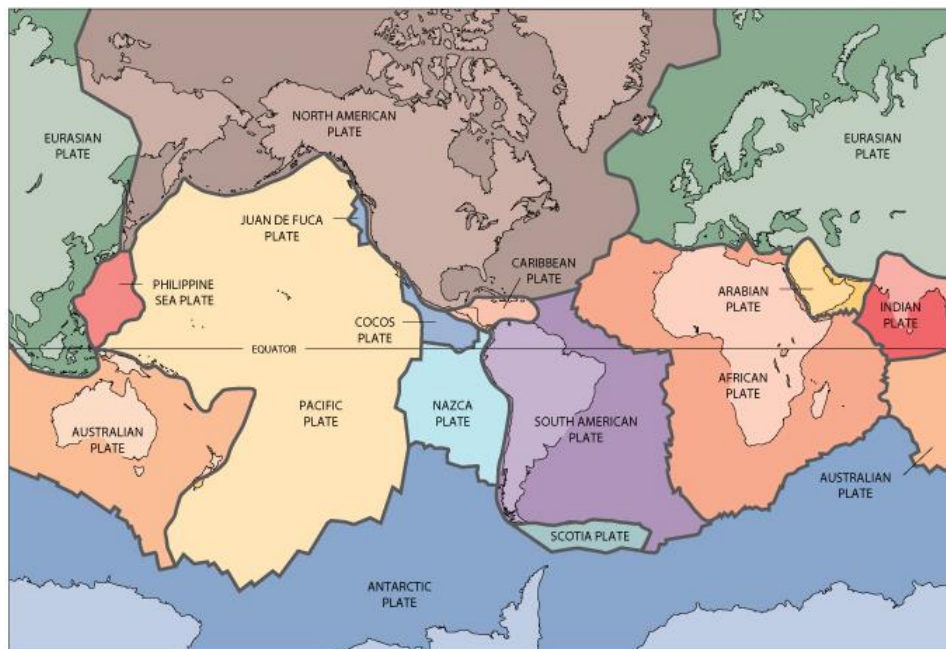 NORTH AMERICAN
PLATE
EURASIAN
PLATE
EURASIAN
PLATE
JUAN DE FUCA
PLATE
CARIBBEAN
PLATE
PHILIPPINE
SEA PLATE
ARABIAN
PLATE
INDIAN
PLATE
COCOS
PLATE
EQUATOR
AFRICAN
PLATE
PACIFIC
PLATE
NAZCA
PLATE
SOUTH AMERICAN
PLATE
AUSTRALIAN
PLATE
AUSTRALIAN
PLATE
SCOTIA PLATE
ANTARCTIC
PLATE